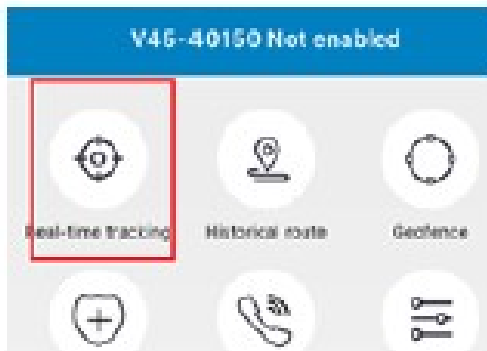 V46-40150 Not enabled
Real-time tracking
Historical route
Geofence